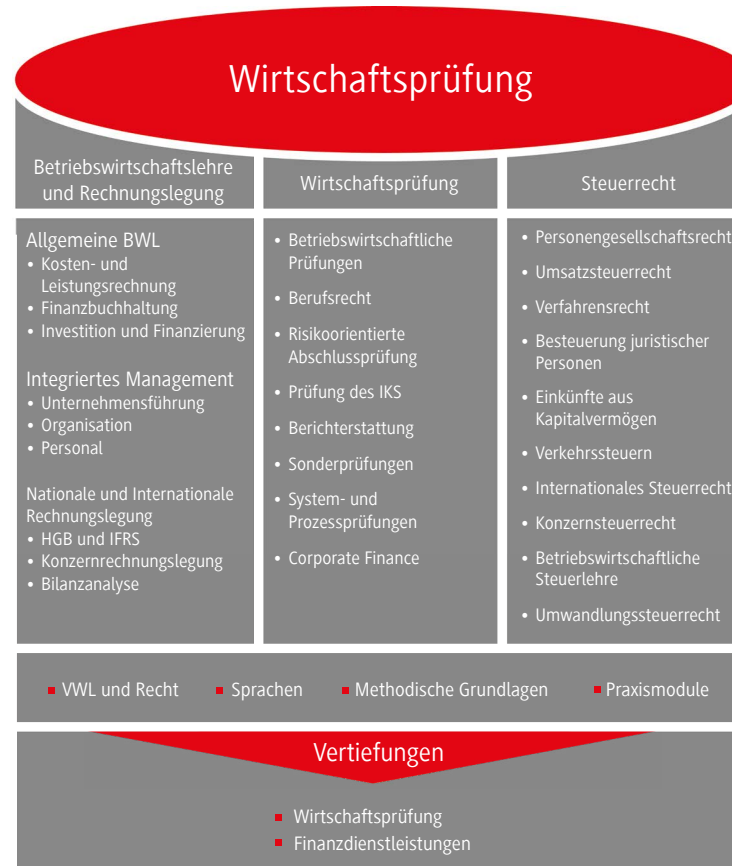 Wirtschaftsprüfung
Betriebswirtschaftslehre
und Rechnungslegung
Allgemeine BWL
• Kosten- und
Leistungsrechnung
• Finanzbuchhaltung
• Investition und Finanzierung
Integriertes Management
• Unternehmensführung
• Organisation
• Personal
Nationale und Internationale
Rechnungslegung
• HGB und IFRS
• Konzernrechnungslegung
• Bilanzanalyse
Wirtschaftsprüfung
• Betriebswirtschaftliche
Prüfungen
• Berufsrecht
• Risikoorientierte
Abschlussprüfung
• Prüfung des IKS
• Berichterstattung
• Sonderprüfungen
• System- und
Prozessprüfungen
• Corporate Finance
Steuerrecht
• Personengesellschaftsrecht
• Umsatzsteuerrecht
• Verfahrensrecht
• Besteuerung juristischer
Personen
• Einkünfte aus
Kapitalvermögen
• Verkehrssteuern
• Internationales Steuerrecht
• Konzernsteuerrecht
• Betriebswirtschaftliche
Steuerlehre
• Umwandlungssteuerrecht
▪ VWL und Recht ▪ Sprachen ▪ Methodische Grundlagen ▪ Praxismodule
Vertiefungen
▪ Wirtschaftsprüfung
▪ Finanzdienstleistungen